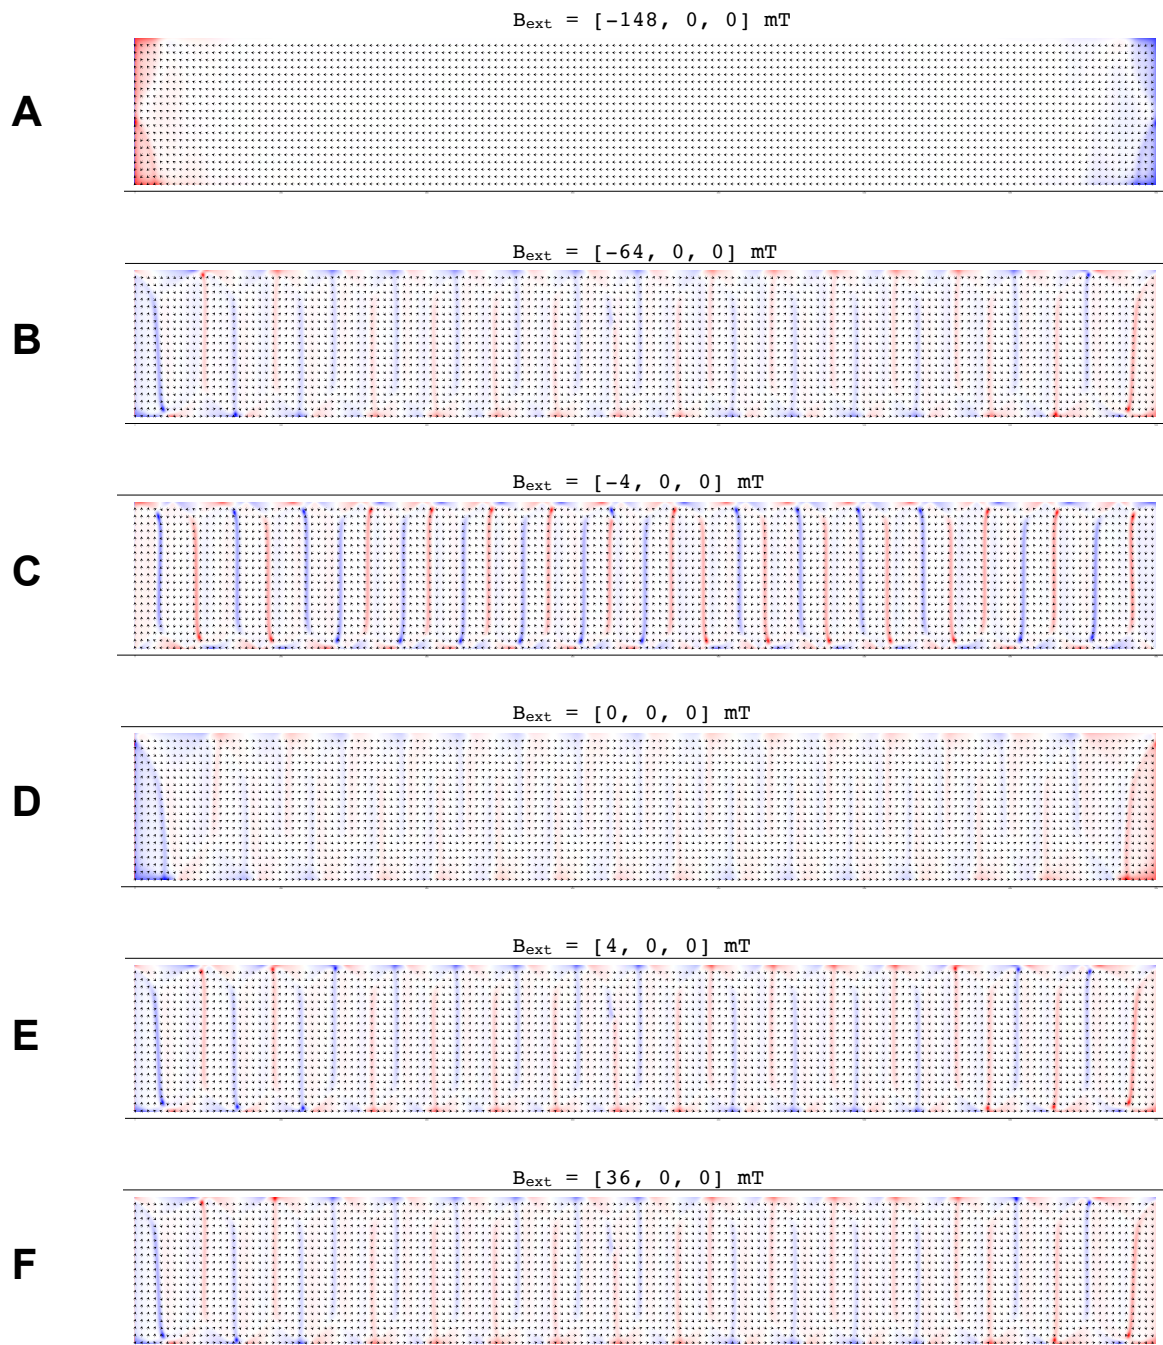 B_ext = [-148, 0, 0] mT
A
B_ext = [-64, 0, 0] mT
B
B_ext = [-4, 0, 0] mT
C
B_ext = [0, 0, 0] mT
D
B_ext = [4, 0, 0] mT
E
B_ext = [36, 0, 0] mT
F